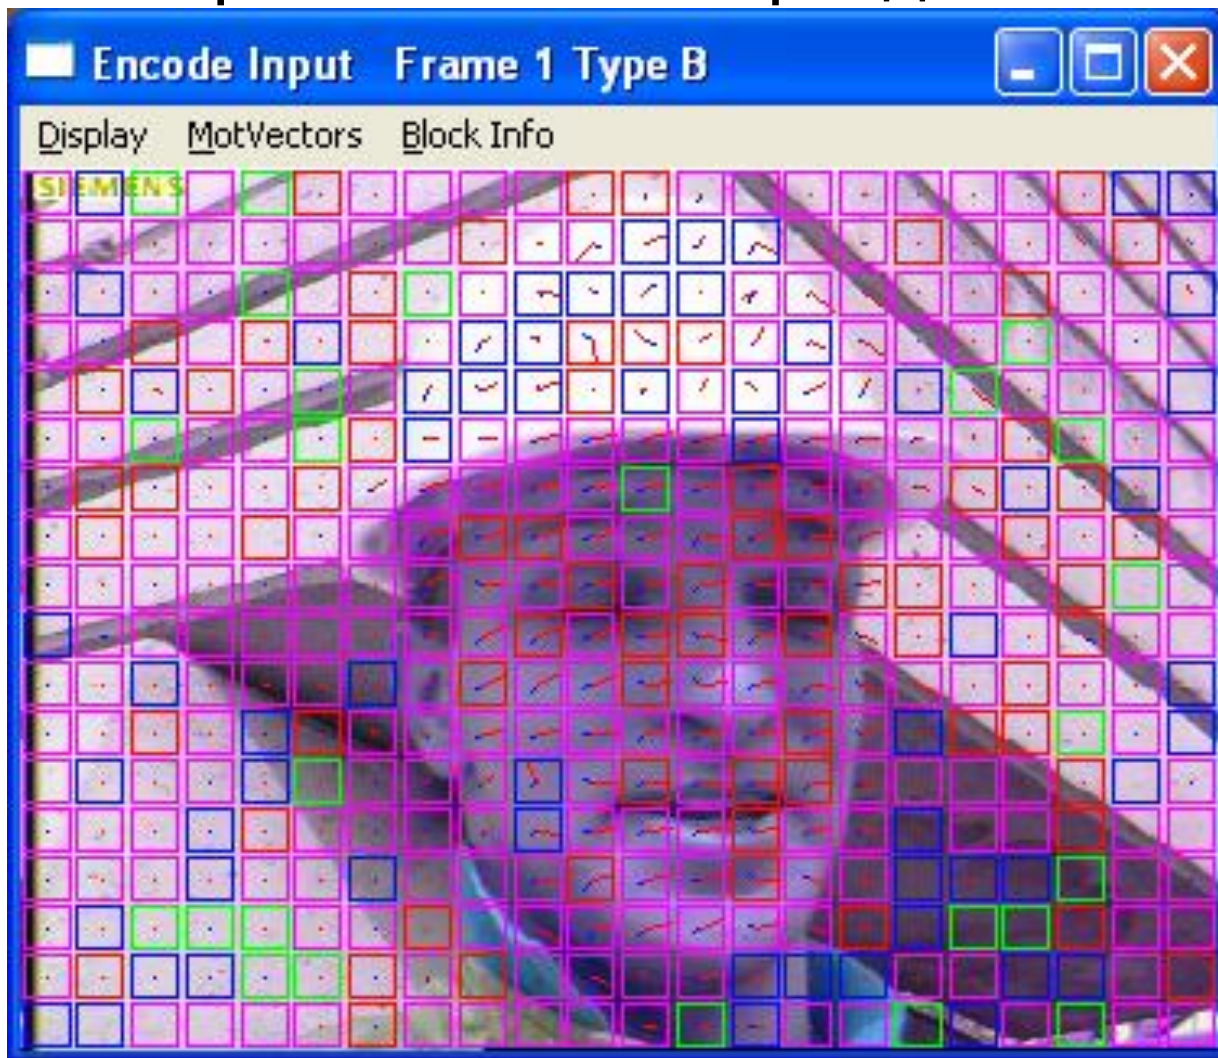 Encode Input Frame 1 Type B
Display MotVectors Block Info
SIEMENS